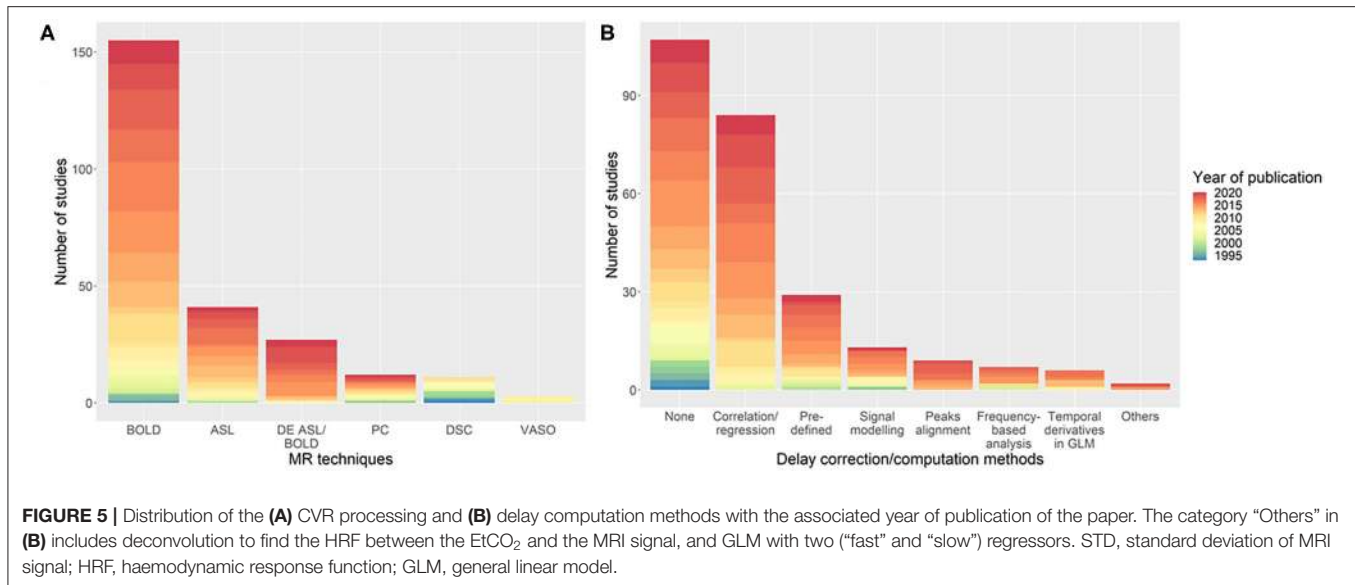 A
Number of studies
150
100
50
0
BOLD
ASL
DE ASL/
BOLD
PC
DSC
VASO
MR techniques
B
Number of studies
90
60
30
0
None
Correlation/
regression
Pre-
defined
Signal
modelling
Peaks
alignment
Frequency-
based
analysis
Temporal
derivatives
in GLM
Others
Delay correction/computation methods
Year of publication
2020
2015
2010
2005
2000
1995
FIGURE 5 | Distribution of the (A) CVR processing and (B) delay computation methods with the associated year of publication of the paper. The category “Others” in
(B) includes deconvolution to find the HRF between the EtCO₂ and the MRI signal, and GLM with two (“fast” and “slow”) regressors. STD, standard deviation of MRI
signal; HRF, haemodynamic response function; GLM, general linear model.